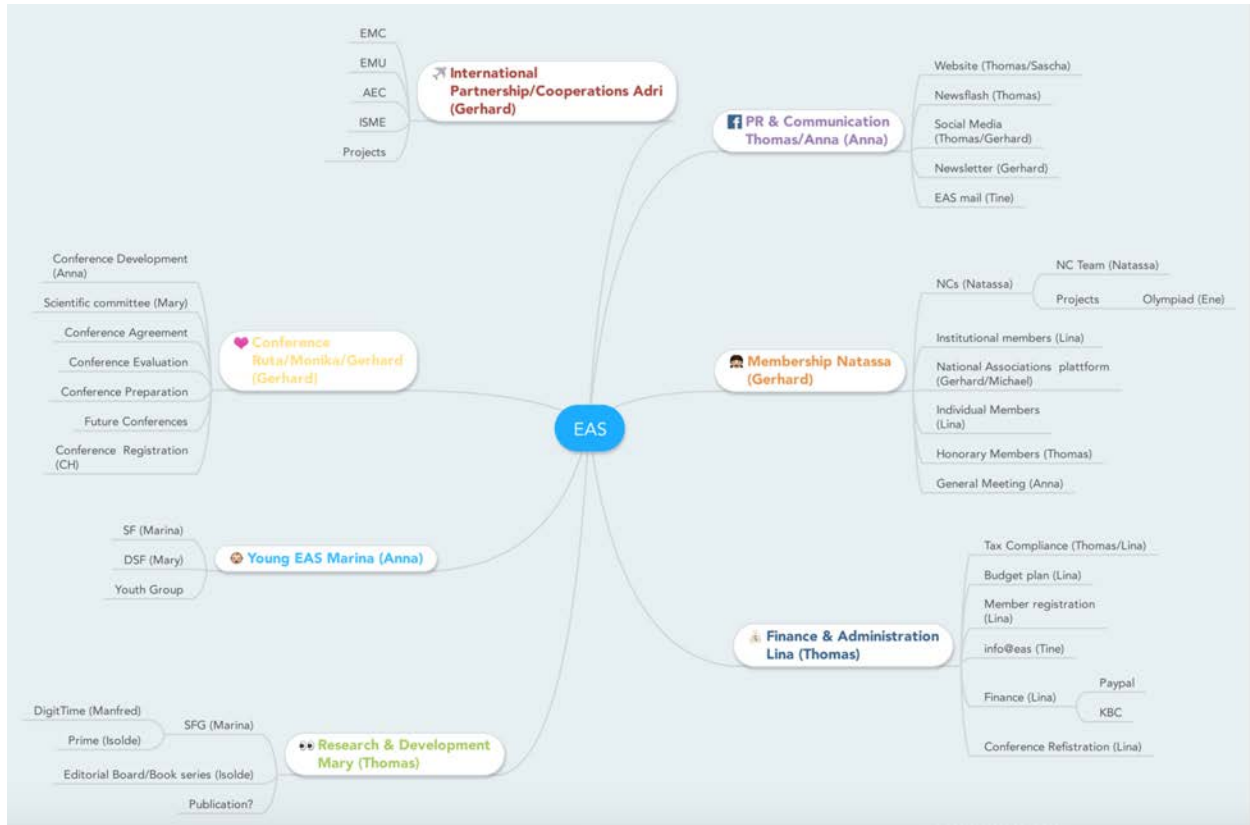 EMC
EMU
AEC
ISME
Projects
International
Partnership/Cooperations Adri
(Gerhard)
PR & Communication
Thomas/Anna (Anna)
Website (Thomas/Sascha)
Newsflash (Thomas)
Social Media
(Thomas/Gerhard)
Newsletter (Gerhard)
EAS mail (Tine)
Conference Development
(Anna)
Scientific committee (Mary)
Conference Agreement
Conference Evaluation
Conference Preparation
Future Conferences
Conference Registration
(CH)
Conference
Ruta/Monika/Gerhard
(Gerhard)
EAS
Membership Natassa
(Gerhard)
NCs (Natassa)
NC Team (Natassa)
Projects
Olympiad (Ene)
Institutional members (Lina)
National Associations plattform
(Gerhard/Michael)
Individual Members
(Lina)
Honorary Members (Thomas)
General Meeting (Anna)
SF (Marina)
DSF (Mary)
Youth Group
Young EAS Marina (Anna)
Finance & Administration
Lina (Thomas)
Tax Compliance (Thomas/Lina)
Budget plan (Lina)
Member registration
(Lina)
info@eas (Tine)
Finance (Lina)
Paypal
KBC
Conference Refistration (Lina)
DigitTime (Manfred)
Prime (Isolde)
SFG (Marina)
Editorial Board/Book series (Isolde)
Publication?
Research & Development
Mary (Thomas)